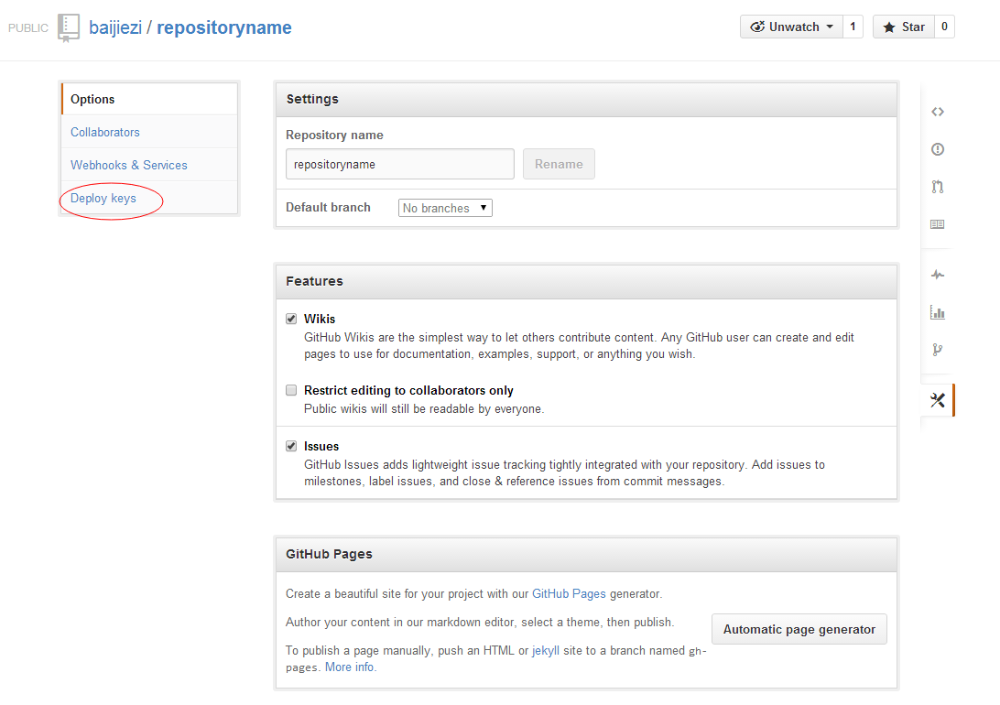 PUBLIC baijiezi / repositoryname
Unwatch 1 Star 0
Options
Collaborators
Webhooks & Services
Deploy keys
Settings
Repository name
repositoryname Rename
Default branch No branches
Features
Wikis
GitHub Wikis are the simplest way to let others contribute content. Any GitHub user can create and edit
pages to use for documentation, examples, support, or anything you wish.
Restrict editing to collaborators only
Public wikis will still be readable by everyone.
Issues
GitHub Issues adds lightweight issue tracking tightly integrated with your repository. Add issues to
milestones, label issues, and close & reference issues from commit messages.
GitHub Pages
Create a beautiful site for your project with our GitHub Pages generator.
Author your content in our markdown editor, select a theme, then publish.
To publish a page manually, push an HTML or jekyll site to a branch named gh-
pages. More info.
Automatic page generator